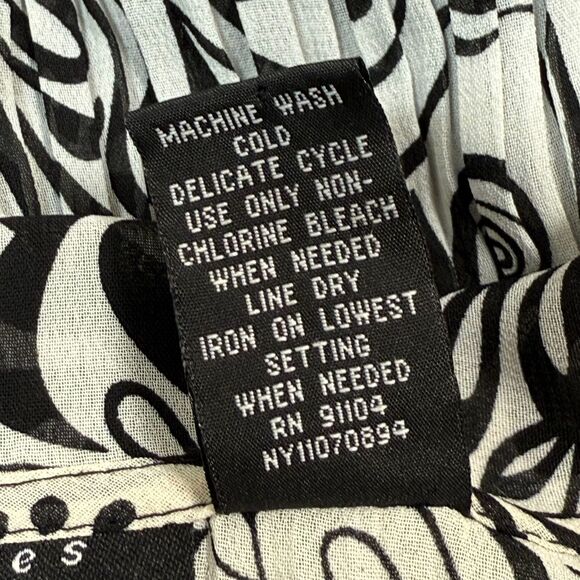 MACHINE WASH
COLD
DELICATE CYCLE
USE ONLY NON-
CHLORINE BLEACH
WHEN NEEDED
LINE DRY
IRON ON LOWEST
SETTING
WHEN NEEDED
RN 91104
NY11070894
es